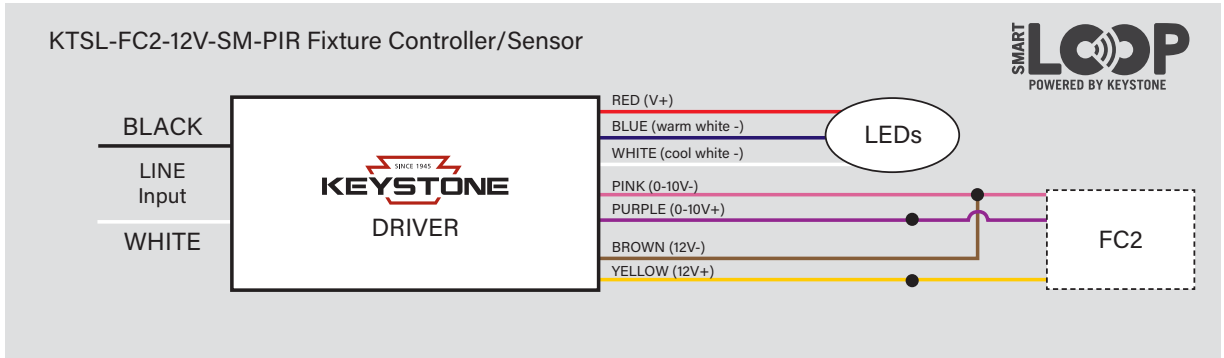 KTSL-FC2-12V-SM-PIR Fixture Controller/Sensor
SMART
LOOP
POWERED BY KEYSTONE
BLACK
LINE
Input
WHITE
SINCE 1945
KEYSTONE
DRIVER
RED (V+)
BLUE (warm white -)
WHITE (cool white -)
PINK (0-10V-)
PURPLE (0-10V+)
BROWN (12V-)
YELLOW (12V+)
LEDs
FC2